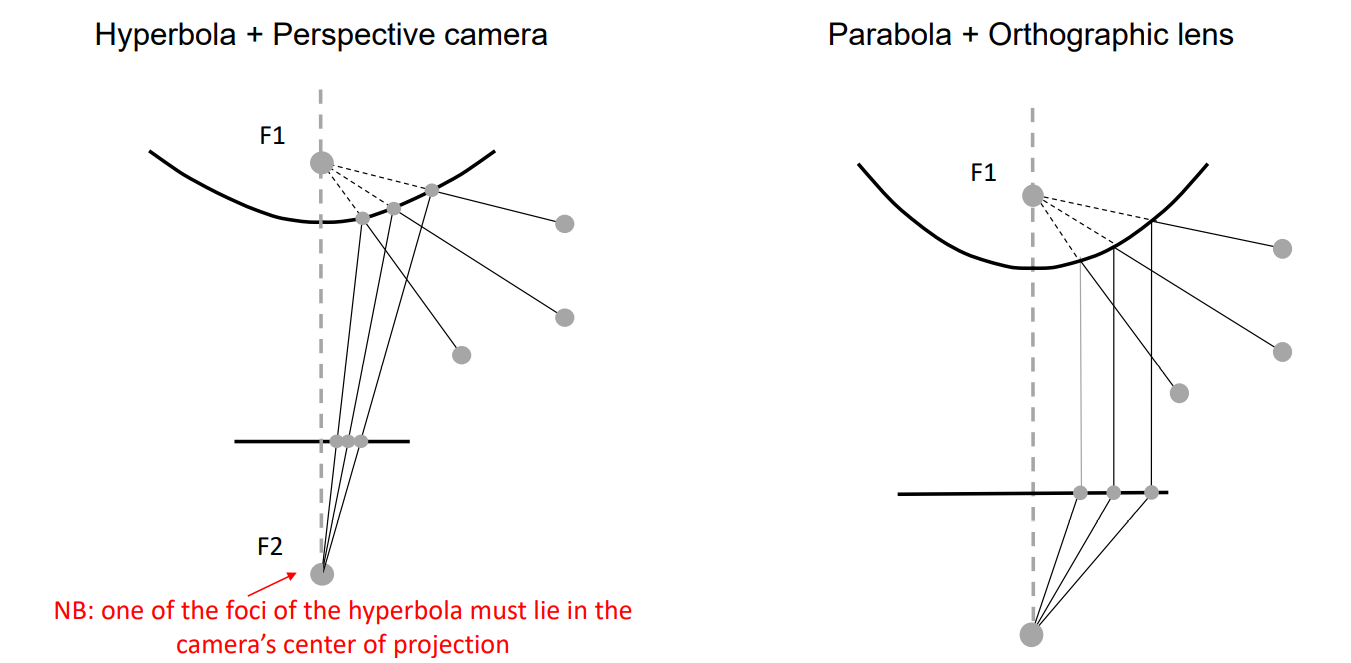 Hyperbola + Perspective camera
Parabola + Orthographic lens
F1
F1
F2
NB: one of the foci of the hyperbola must lie in the
camera's center of projection